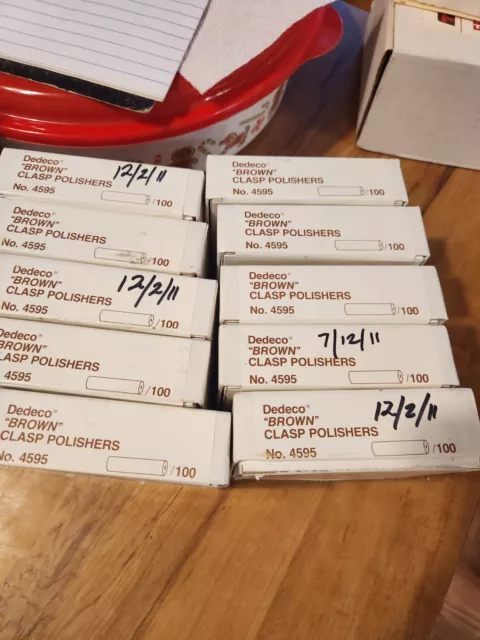 Dedeco®
"BROWN"
CLASP POLISHERS
No. 4595
/100
12/2/11
Dedeco®
"BROWN"
CLASP POLISHERS
No. 4595
/100
Dedeco®
"BROWN"
CLASP POLISHERS
No. 4595
/100
12/2/11
Dedeco®
"BROWN"
CLASP POLISHERS
No. 4595
/100
Dedeco®
"BROWN"
CLASP POLISHERS
No. 4595
/100
Dedeco®
"BROWN"
CLASP POLISHERS
No. 4595
/100
Dedeco®
"BROWN"
CLASP POLISHERS
No. 4595
/100
Dedeco®
"BROWN"
CLASP POLISHERS
No. 4595
/100
Dedeco®
"BROWN"
CLASP POLISHERS
No. 4595
/100
7/12/11
Dedeco®
"BROWN"
CLASP POLISHERS
No. 4595
/100
12/2/11